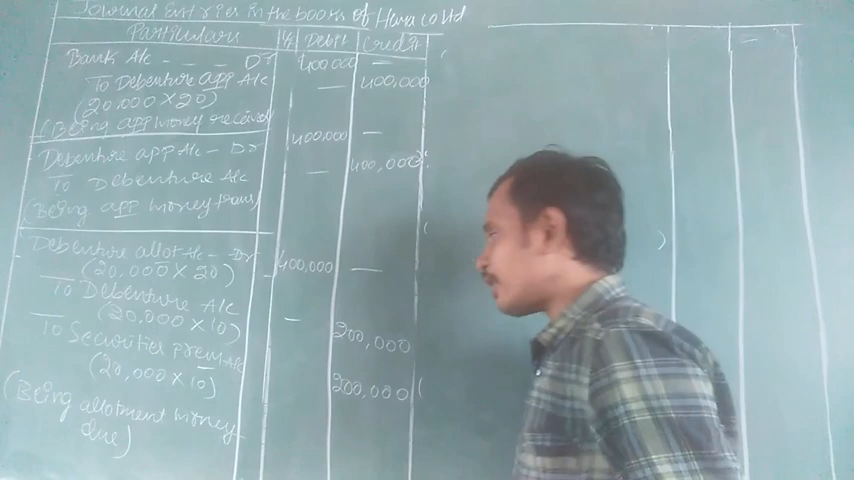 Journal Entries in the books of Hara co ltd
Particulars Lf Debit Credit
Bank A/c - - - - Dr 400,000 —
To Debenture app A/c — 400,000
(20,000 × 20)
(Being app money received)
Debenture app A/c - Dr 400,000 —
To Debenture A/c — 400,000
(Being app money trans)
Debenture allot A/c - Dr
(20,000 × 20) 400,000 —
To Debenture A/c
(20,000 × 10) — 200,000
To Securities prem A/c
(20,000 × 10) 200,000
(Being allotment money
due)